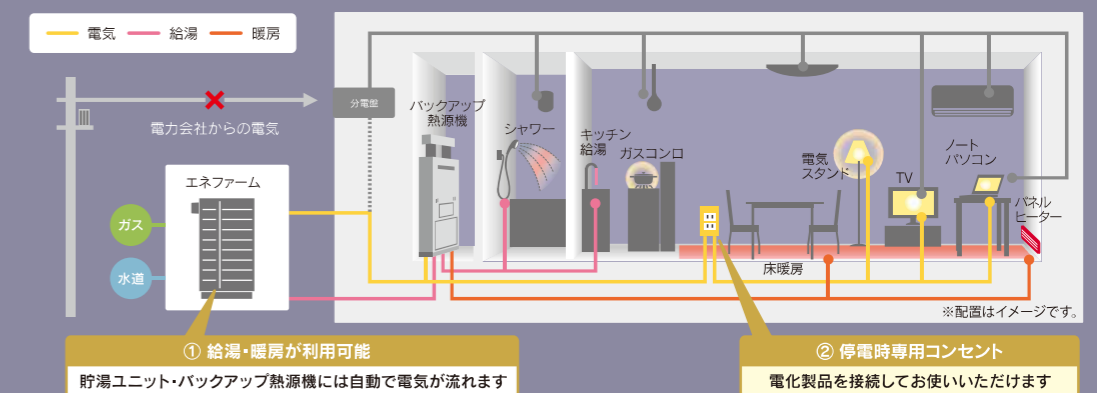 電気 給湯 暖房
分電盤
電力会社からの電気
エネファーム
ガス
水道
バックアップ
熱源機
シャワー
キッチン
給湯
ガスコンロ
電気
スタンド
TV
ノート
パソコン
パネル
ヒーター
床暖房
※配置はイメージです。
① 給湯・暖房が利用可能
貯湯ユニット・バックアップ熱源機には自動で電気が流れます
② 停電時専用コンセント
電化製品を接続してお使いいただけます